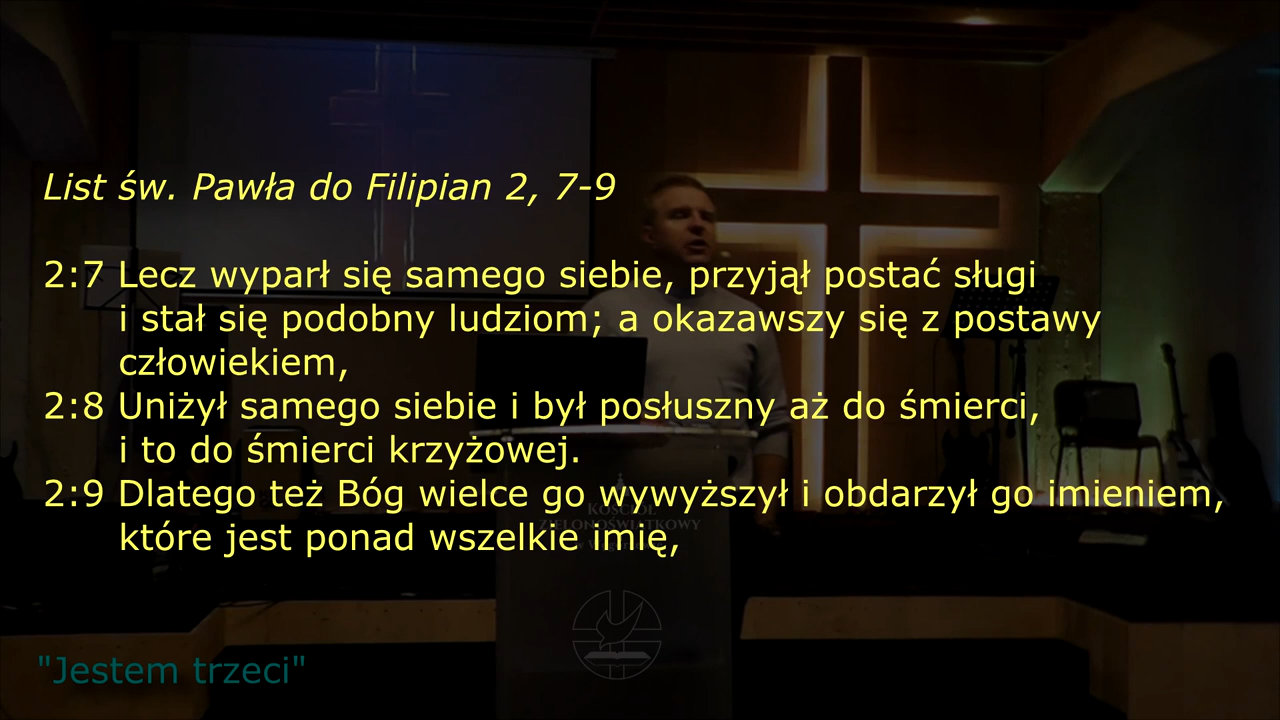 List św. Pawła do Filipian 2, 7-9
2:7 Lecz wyparł się samego siebie, przyjął postać sługi
i stał się podobny ludziom; a okazawszy się z postawy
człowiekiem,
2:8 Uniżył samego siebie i był posłuszny aż do śmierci,
i to do śmierci krzyżowej.
2:9 Dlatego też Bóg wielce go wywyższył i obdarzył go imieniem,
które jest ponad wszelkie imię,
Kościół
Zielonoświątkowy
"Jestem trzeci"